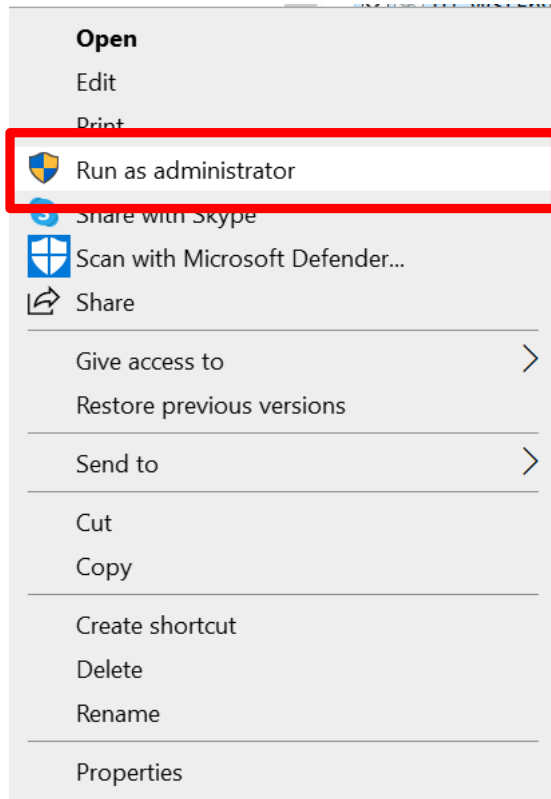 Open
Edit
Print
Run as administrator
Share with Skype
Scan with Microsoft Defender...
Share
Give access to
Restore previous versions
Send to
Cut
Copy
Create shortcut
Delete
Rename
Properties